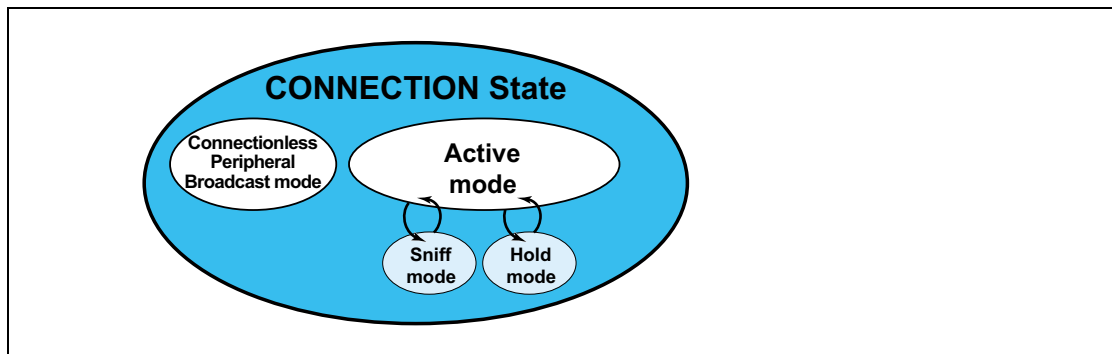 CONNECTION State
Connectionless
Peripheral
Broadcast mode
Active
mode
Sniff
mode
Hold
mode